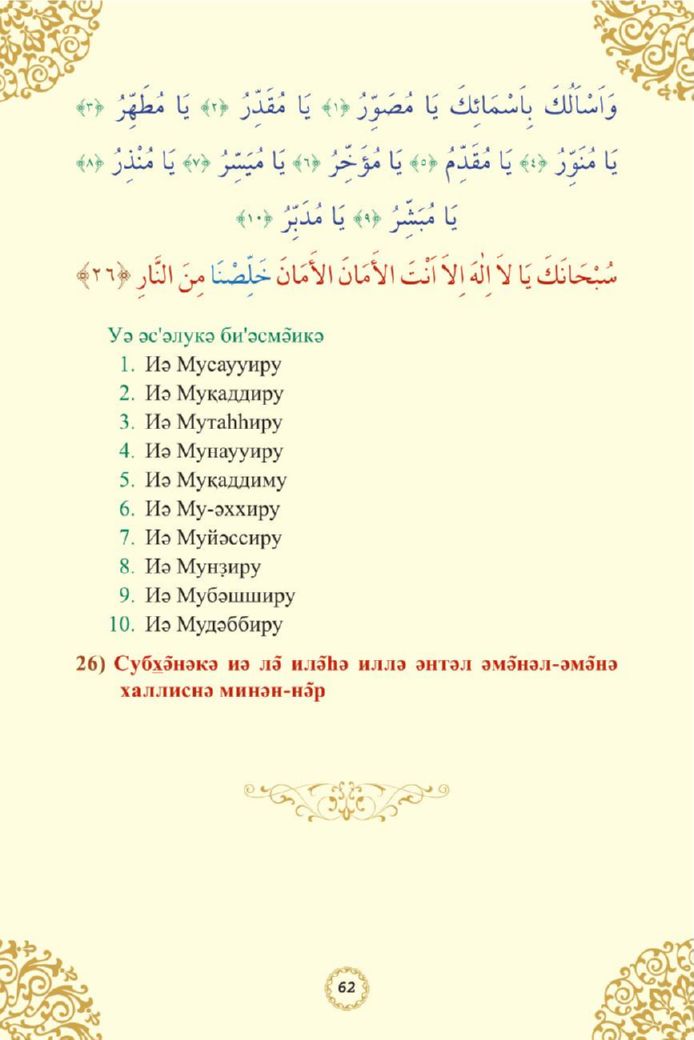 وَاَسْاَلُكَ بِاَسْمَائِكَ يَا مُصَوِّرُ ﴿١﴾ يَا مُقَدِّرُ ﴿٢﴾ يَا مُطَهِّرُ ﴿٣﴾
يَا مُنَوِّرُ ﴿٤﴾ يَا مُقَدِّمُ ﴿٥﴾ يَا مُؤَخِّرُ ﴿٦﴾ يَا مُيَسِّرُ ﴿٧﴾ يَا مُنْذِرُ ﴿٨﴾
يَا مُبَشِّرُ ﴿٩﴾ يَا مُدَبِّرُ ﴿١٠﴾
سُبْحَانَكَ يَا لاَ اِلٰهَ اِلاَ اَنْتَ الأَمَانَ الأَمَانَ خَلِّصْنَا مِنَ النَّارِ ﴿٢٦﴾
Уә әс'әлукә би'әсмә̄икә
1. Иә Мусаууиру
2. Иә Муқаддиру
3. Иә Мутаһһиру
4. Иә Мунаууиру
5. Иә Муқаддиму
6. Иә Му-әххиру
7. Иә Муйәссиру
8. Иә Мунҙиру
9. Иә Мубәшширу
10. Иә Мудәббиру
26) Субх̲ә̄нәкә иә лә̄ илә̄һә иллә әнтәл әмә̄нәл-әмә̄нә
халлиснә минән-нә̄р
62